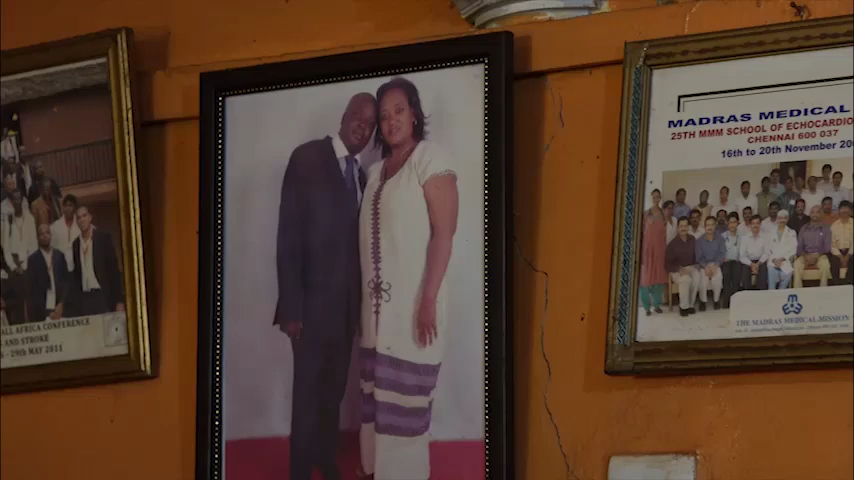 ALL AFRICA CONFERENCE
AND STROKE
- 29th MAY 2011
MADRAS MEDICAL
25TH MMM SCHOOL OF ECHOCARDIO
CHENNAI 600 037
16th to 20th November 20
THE MADRAS MEDICAL MISSION